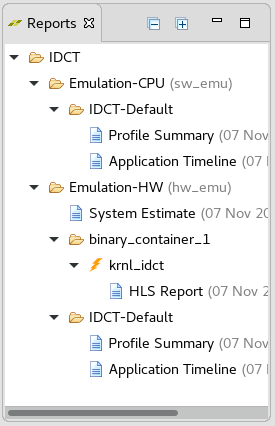 Reports
IDCT
Emulation-CPU (sw_emu)
IDCT-Default
Profile Summary (07 Nov
Application Timeline (07
Emulation-HW (hw_emu)
System Estimate (07 Nov 20
binary_container_1
krnl_idct
HLS Report (07 Nov 2
IDCT-Default
Profile Summary (07 Nov
Application Timeline (07